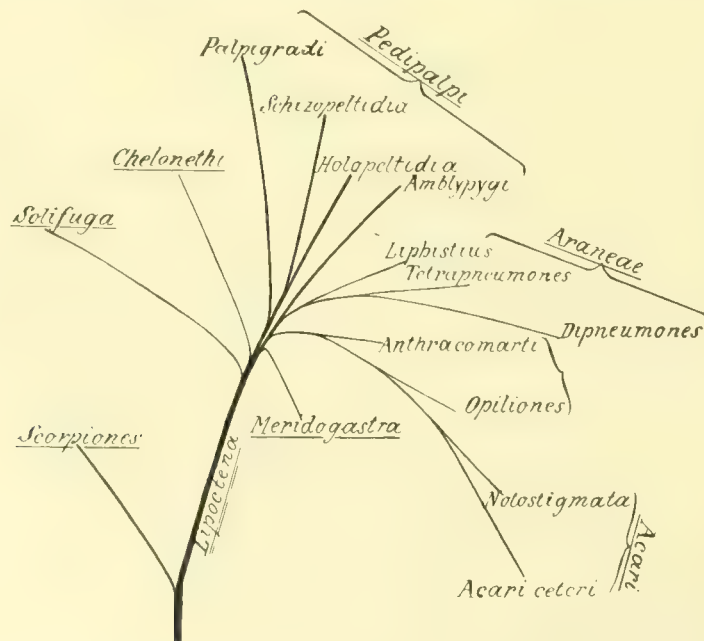 Palpigradi
Pedipalpi
Schizopeltidia
Chelonethi
Holopeltidia
Amblypygi
Solifuga
Liphistius
Araneae
Tetrapneumones
Dipneumones
Anthracomarti
Opiliones
Meridogastra
Scorpiones
Lipoctena
Notostigmata
Acari
Acari ceteri